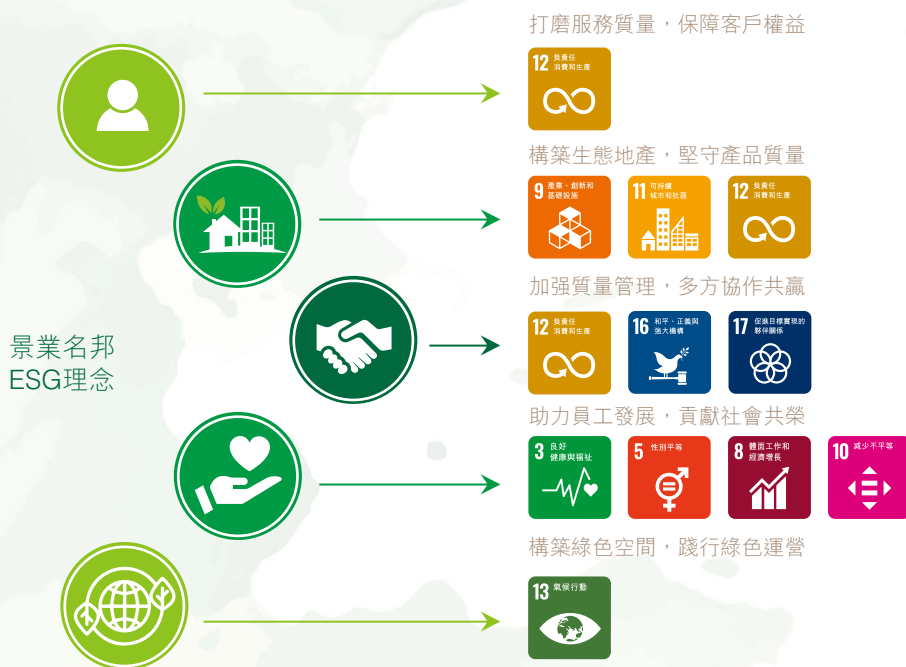 打磨服務質量，保障客戶權益
12 負責任
消費和生產
構築生態地產，堅守產品質量
9 產業、創新和
基礎設施
11 可持續
城市和社區
12 負責任
消費和生產
加强質量管理，多方協作共贏
12 負責任
消費和生產
16 和平、正義與
強大機構
17 促進目標實現的
夥伴關係
景業名邦
ESG理念
助力員工發展，貢獻社會共榮
3 良好
健康與福祉
5 性別平等
8 體面工作和
經濟增長
10 減少不平等
構築綠色空間，踐行綠色運營
13 氣候行動